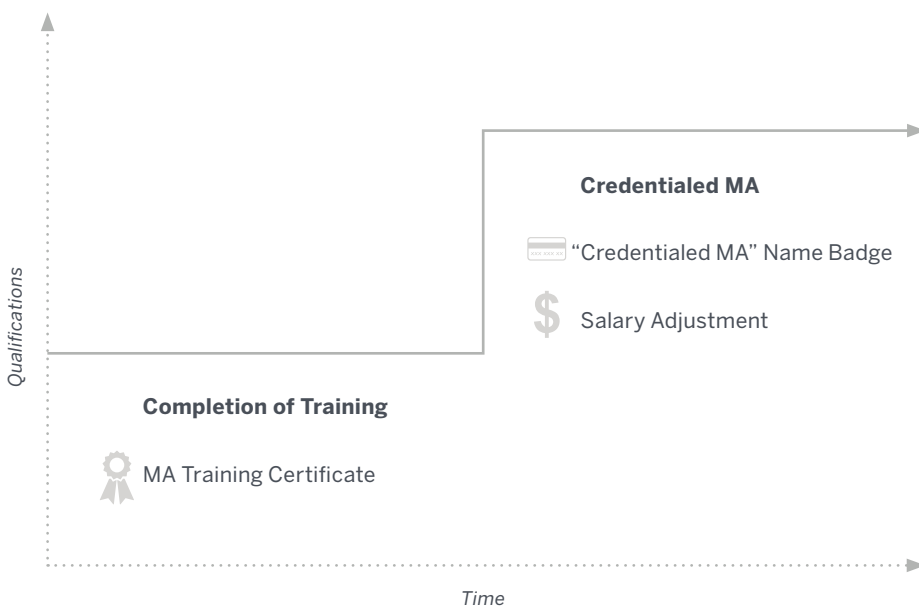 Credentialed MA
“Credentialed MA” Name Badge
Salary Adjustment
Qualifications
Completion of Training
MA Training Certificate
Time